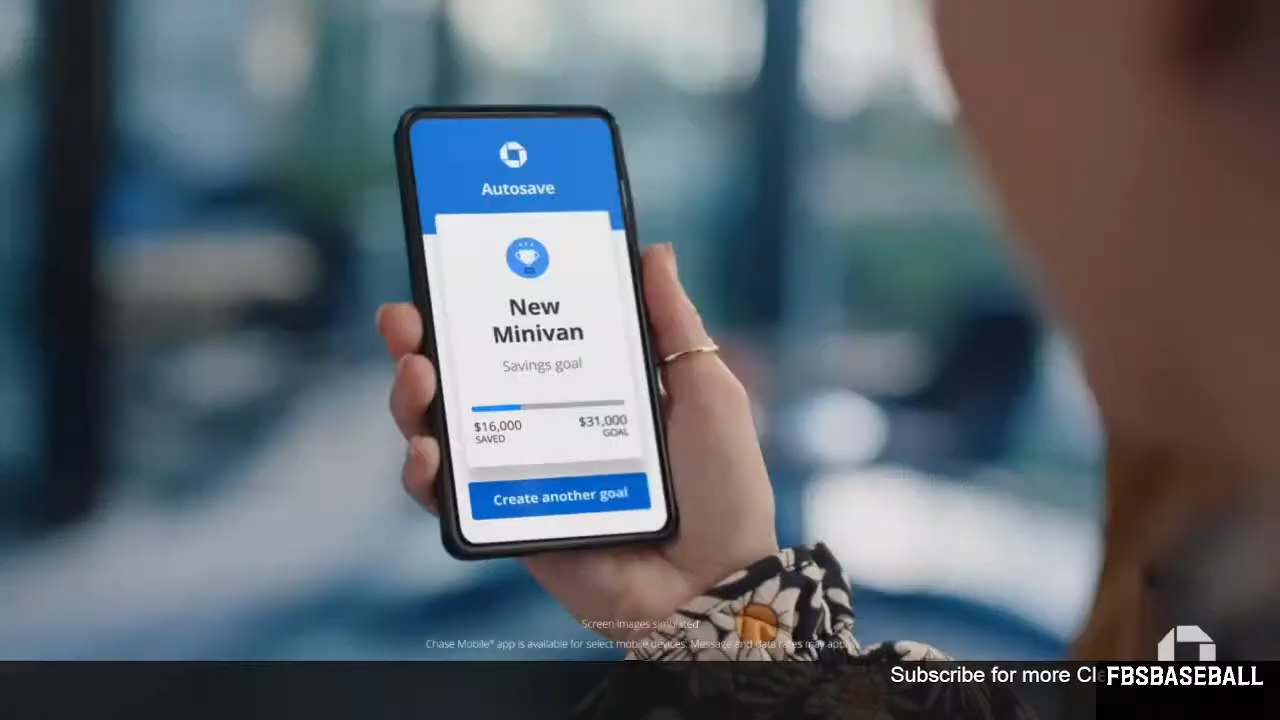 Autosave
New
Minivan
Savings goal
$16,000
SAVED
$31,000
GOAL
Create another goal
Screen images simulated
Chase Mobile® app is available for select mobile devices. Message and data rates may apply.
Subscribe for more Cle
FBSBASEBALL